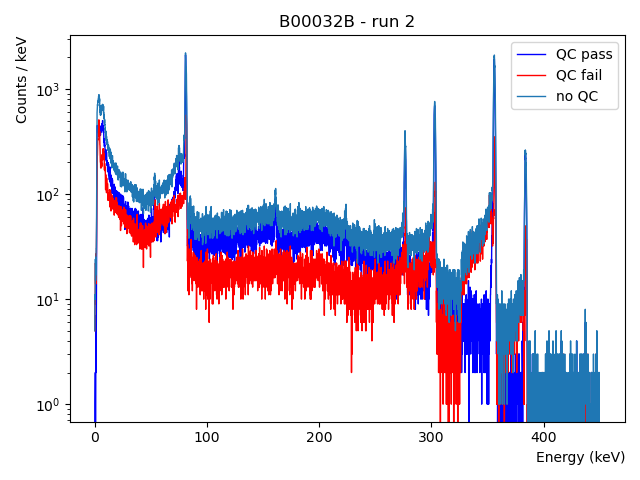 B00032B - run 2
Counts / keV
QC pass
QC fail
no QC
10³
10²
10¹
10⁰
0
100
200
300
400
Energy (keV)